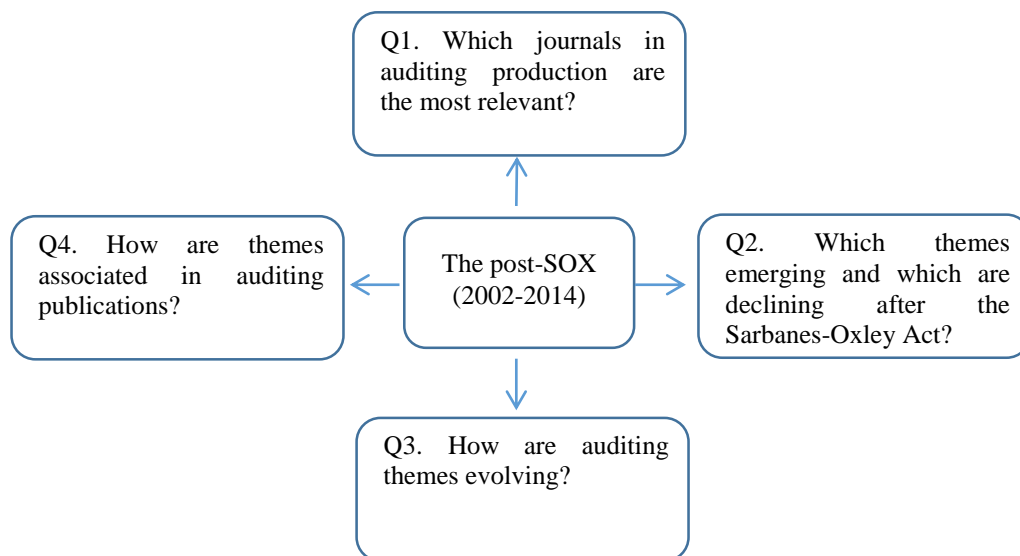 Q1. Which journals in
auditing production are
the most relevant?
Q4. How are themes
associated in auditing
publications?
The post-SOX
(2002-2014)
Q2. Which themes
emerging and which are
declining after the
Sarbanes-Oxley Act?
Q3. How are auditing
themes evolving?